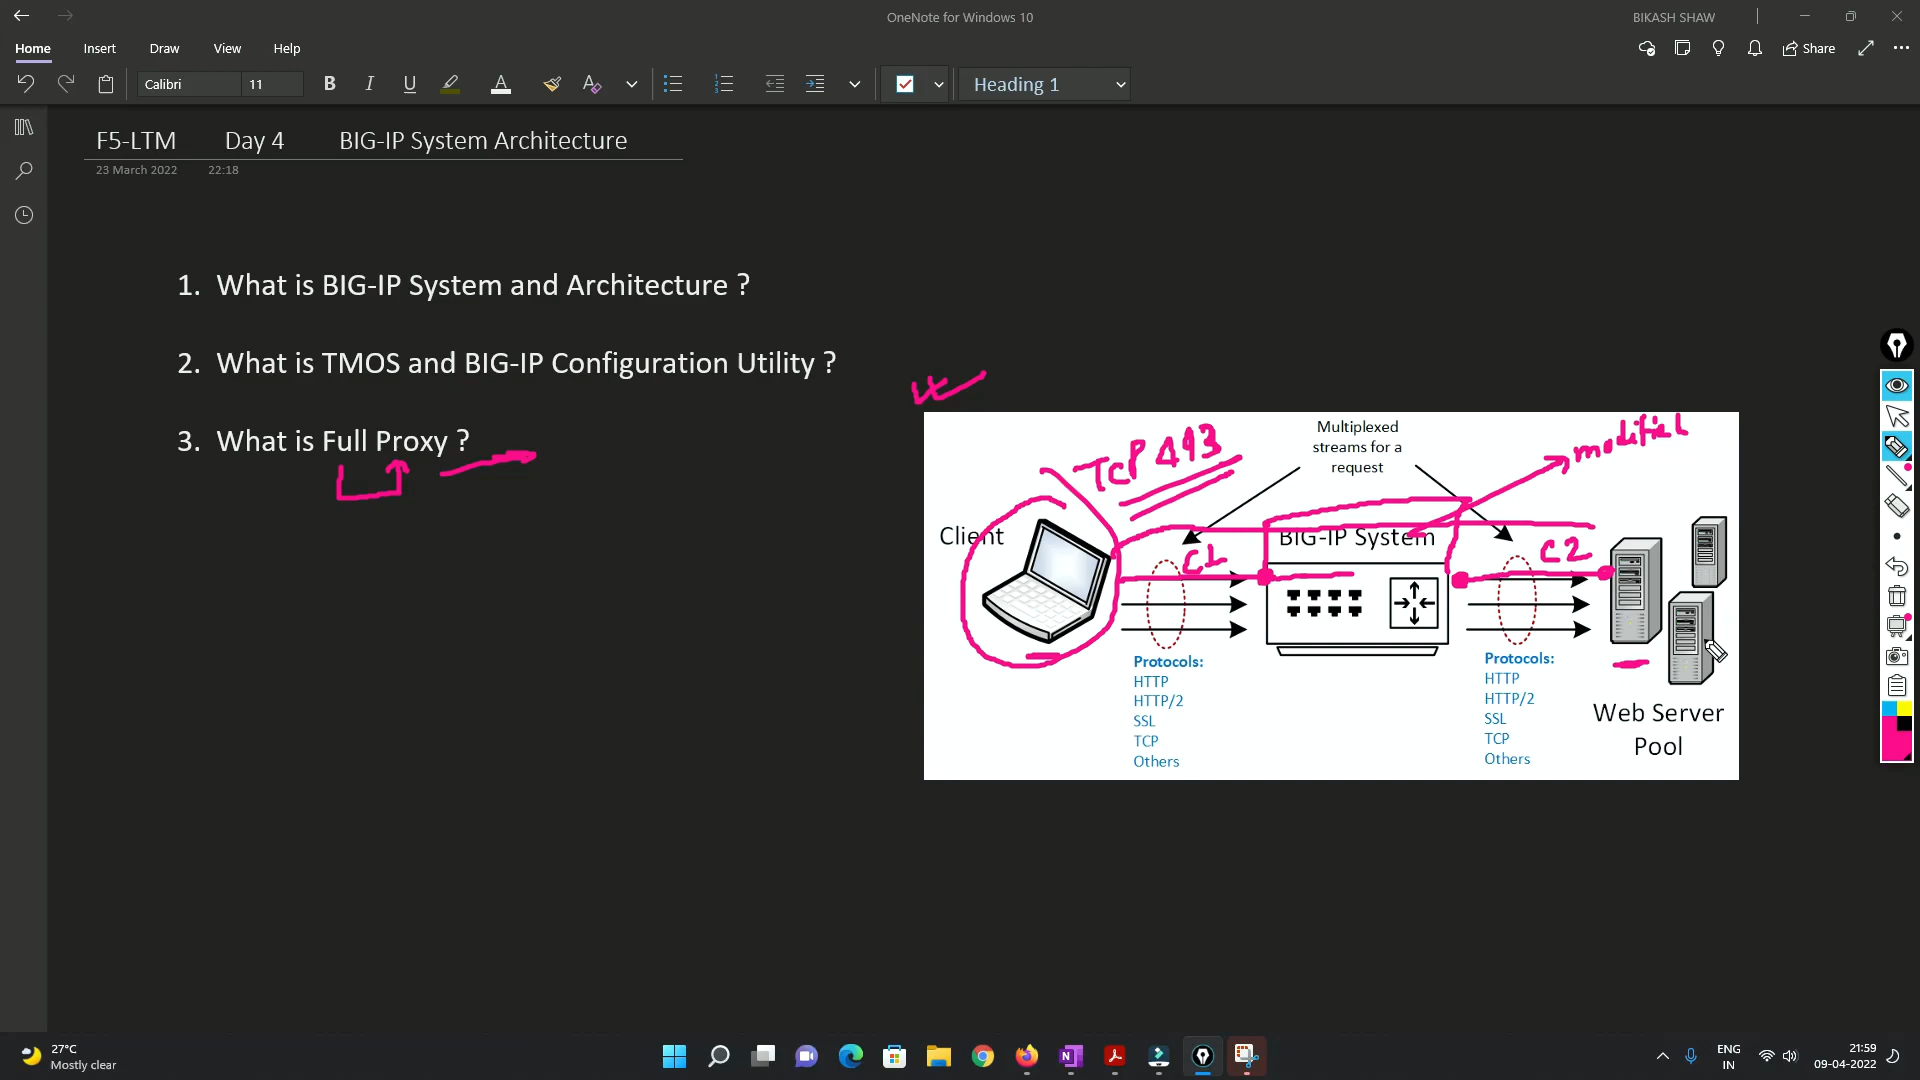 OneNote for Windows 10
BIKASH SHAW
Home Insert Draw View Help
Share
Calibri 11 B I U A A Heading 1
F5-LTM Day 4 BIG-IP System Architecture
23 March 2022 22:18
1. What is BIG-IP System and Architecture ?
2. What is TMOS and BIG-IP Configuration Utility ?
3. What is Full Proxy ?
TCP 443
Multiplexed
streams for a
request
modified
Client
BIG-IP System
C1
C2
Protocols:
HTTP
HTTP/2
SSL
TCP
Others
Protocols:
HTTP
HTTP/2
SSL
TCP
Others
Web Server
Pool
27°C
Mostly clear
ENG
IN
21:59
09-04-2022